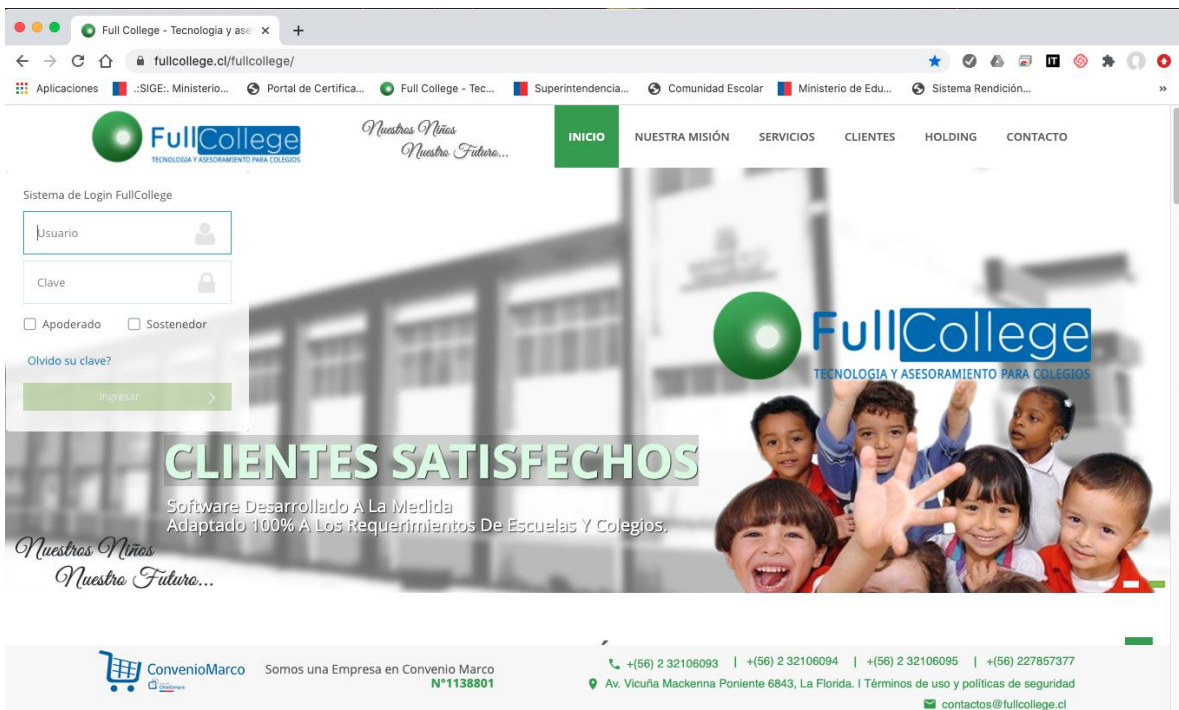 Full College - Tecnologia y ase
fullcollege.cl/fullcollege/
Aplicaciones .:SIGE:. Ministerio... Portal de Certifica... Full College - Tec... Superintendencia... Comunidad Escolar Ministerio de Edu... Sistema Rendición... »
FullCollege
TECNOLOGIA Y ASESORAMIENTO PARA COLEGIOS
Nuestros Niños
Nuestro Futuro...
INICIO NUESTRA MISIÓN SERVICIOS CLIENTES HOLDING CONTACTO
Sistema de Login FullCollege
Usuario
Clave
Apoderado Sostenedor
Olvido su clave?
Ingresar
FullCollege
TECNOLOGIA Y ASESORAMIENTO PARA COLEGIOS
CLIENTES SATISFECHOS
Software Desarrollado A La Medida
Adaptado 100% A Los Requerimientos De Escuelas Y Colegios.
Nuestros Niños
Nuestro Futuro...
ConvenioMarco
Somos una Empresa en Convenio Marco
N°1138801
+(56) 2 32106093 | +(56) 2 32106094 | +(56) 2 32106095 | +(56) 227857377
Av. Vicuña Mackenna Poniente 6843, La Florida. I Términos de uso y políticas de seguridad
contactos@fullcollege.cl